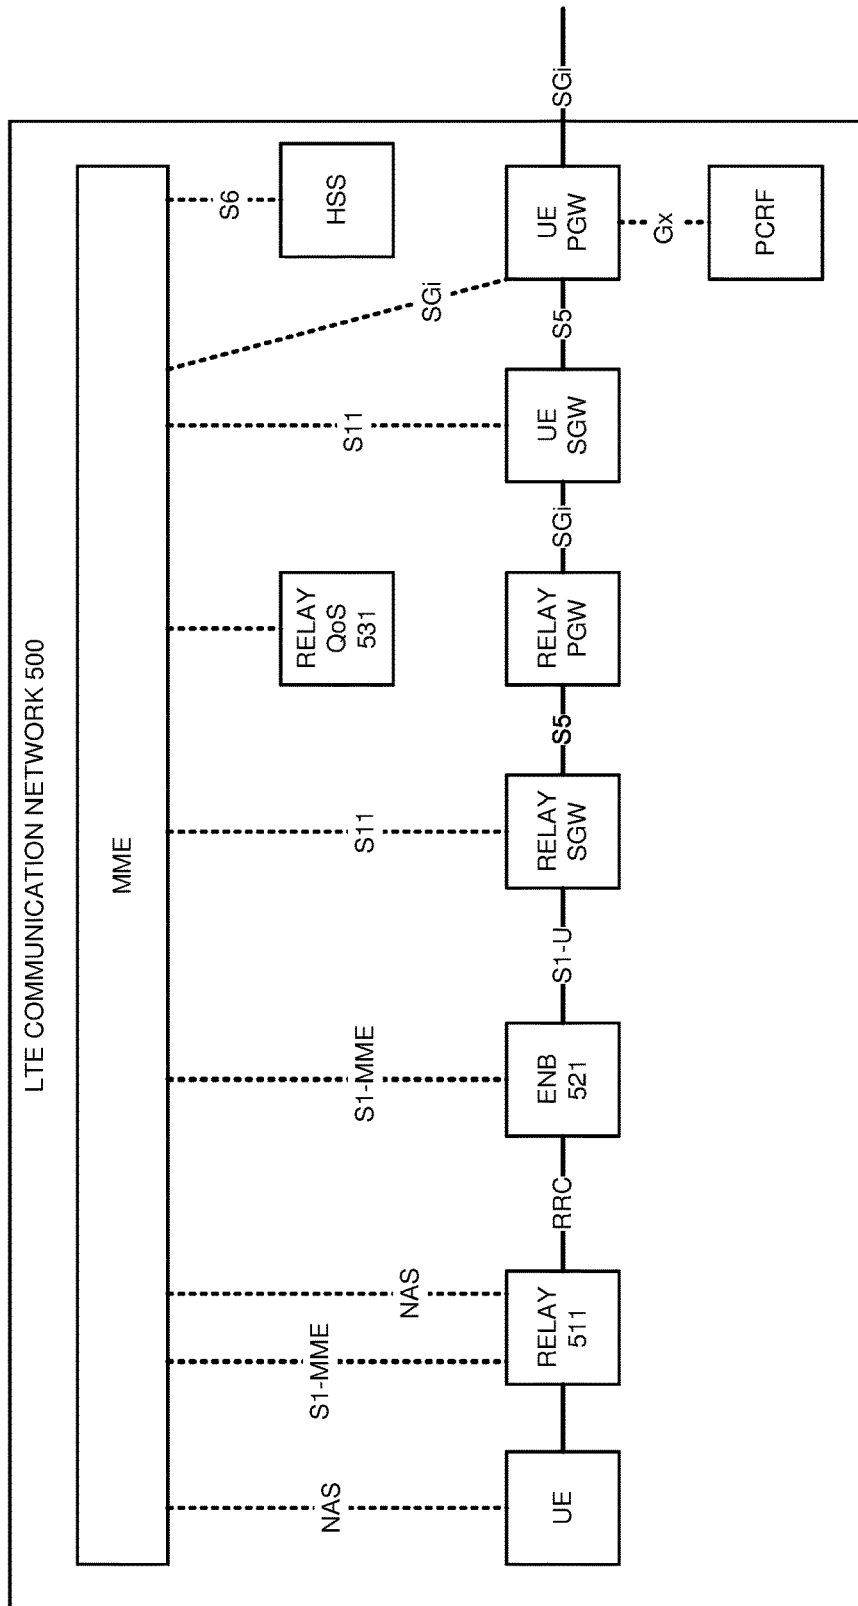 LTE COMMUNICATION NETWORK 500
MME
NAS
S1-MME
NAS
S1-MME
S11
S11
SGi
S6
RELAY
QoS
531
HSS
UE
RELAY
511
RRC
ENB
521
S1-U
RELAY
SGW
S5
RELAY
PGW
SGi
UE
SGW
S5
UE
PGW
SGi
Gx
PCRF